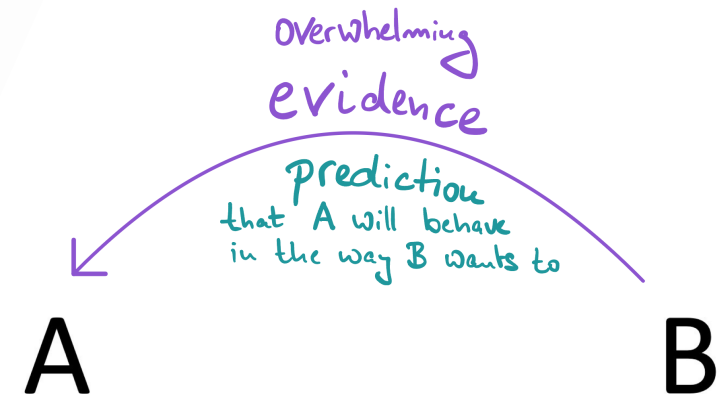 overwhelming
evidence
prediction
that A will behave
in the way B wants to
A B